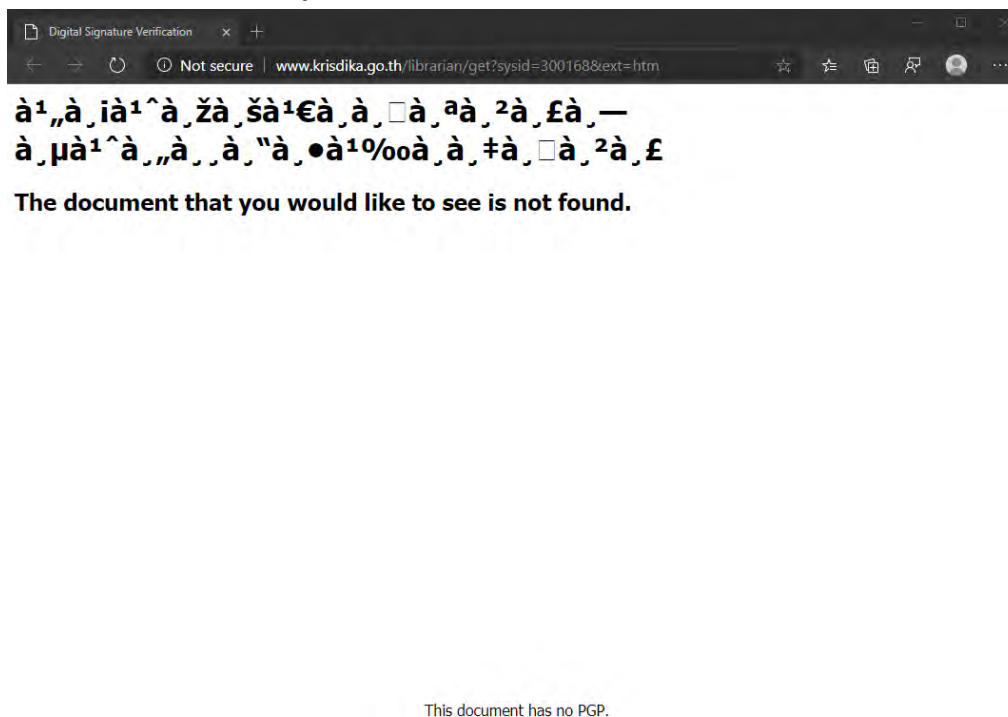 Digital Signature Verification
Not secure | www.krisdika.go.th/librarian/get?sysid=300168&ext=htm
à¹„à¸¡à¹ˆà¸žà¸šà¹€à¸­à¸□à¸ªà¸²à¸£à¸—
à¸µà¹ˆà¸„à¸¸à¸“à¸•à¹‰à¸­à¸‡à¸□à¸²à¸£
The document that you would like to see is not found.
This document has no PGP.